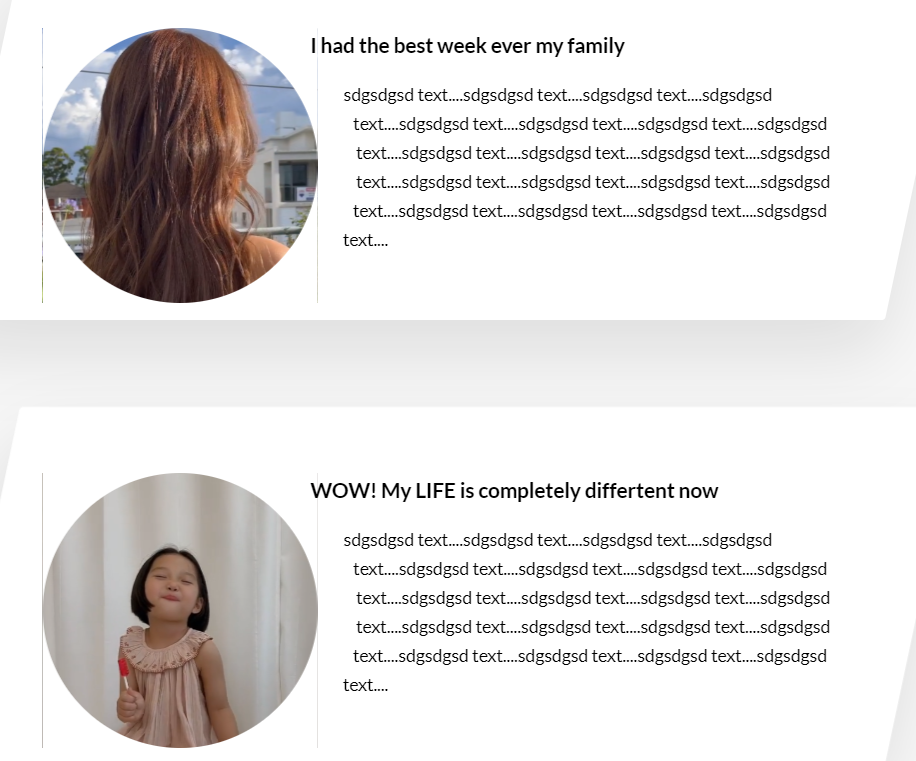 I had the best week ever my family
sdgsdgsd text....sdgsdgsd text....sdgsdgsd text....sdgsdgsd
text....sdgsdgsd text....sdgsdgsd text....sdgsdgsd text....sdgsdgsd
text....sdgsdgsd text....sdgsdgsd text....sdgsdgsd text....sdgsdgsd
text....sdgsdgsd text....sdgsdgsd text....sdgsdgsd text....sdgsdgsd
text....sdgsdgsd text....sdgsdgsd text....sdgsdgsd text....sdgsdgsd
text....
WOW! My LIFE is completely differtent now
sdgsdgsd text....sdgsdgsd text....sdgsdgsd text....sdgsdgsd
text....sdgsdgsd text....sdgsdgsd text....sdgsdgsd text....sdgsdgsd
text....sdgsdgsd text....sdgsdgsd text....sdgsdgsd text....sdgsdgsd
text....sdgsdgsd text....sdgsdgsd text....sdgsdgsd text....sdgsdgsd
text....sdgsdgsd text....sdgsdgsd text....sdgsdgsd text....sdgsdgsd
text....